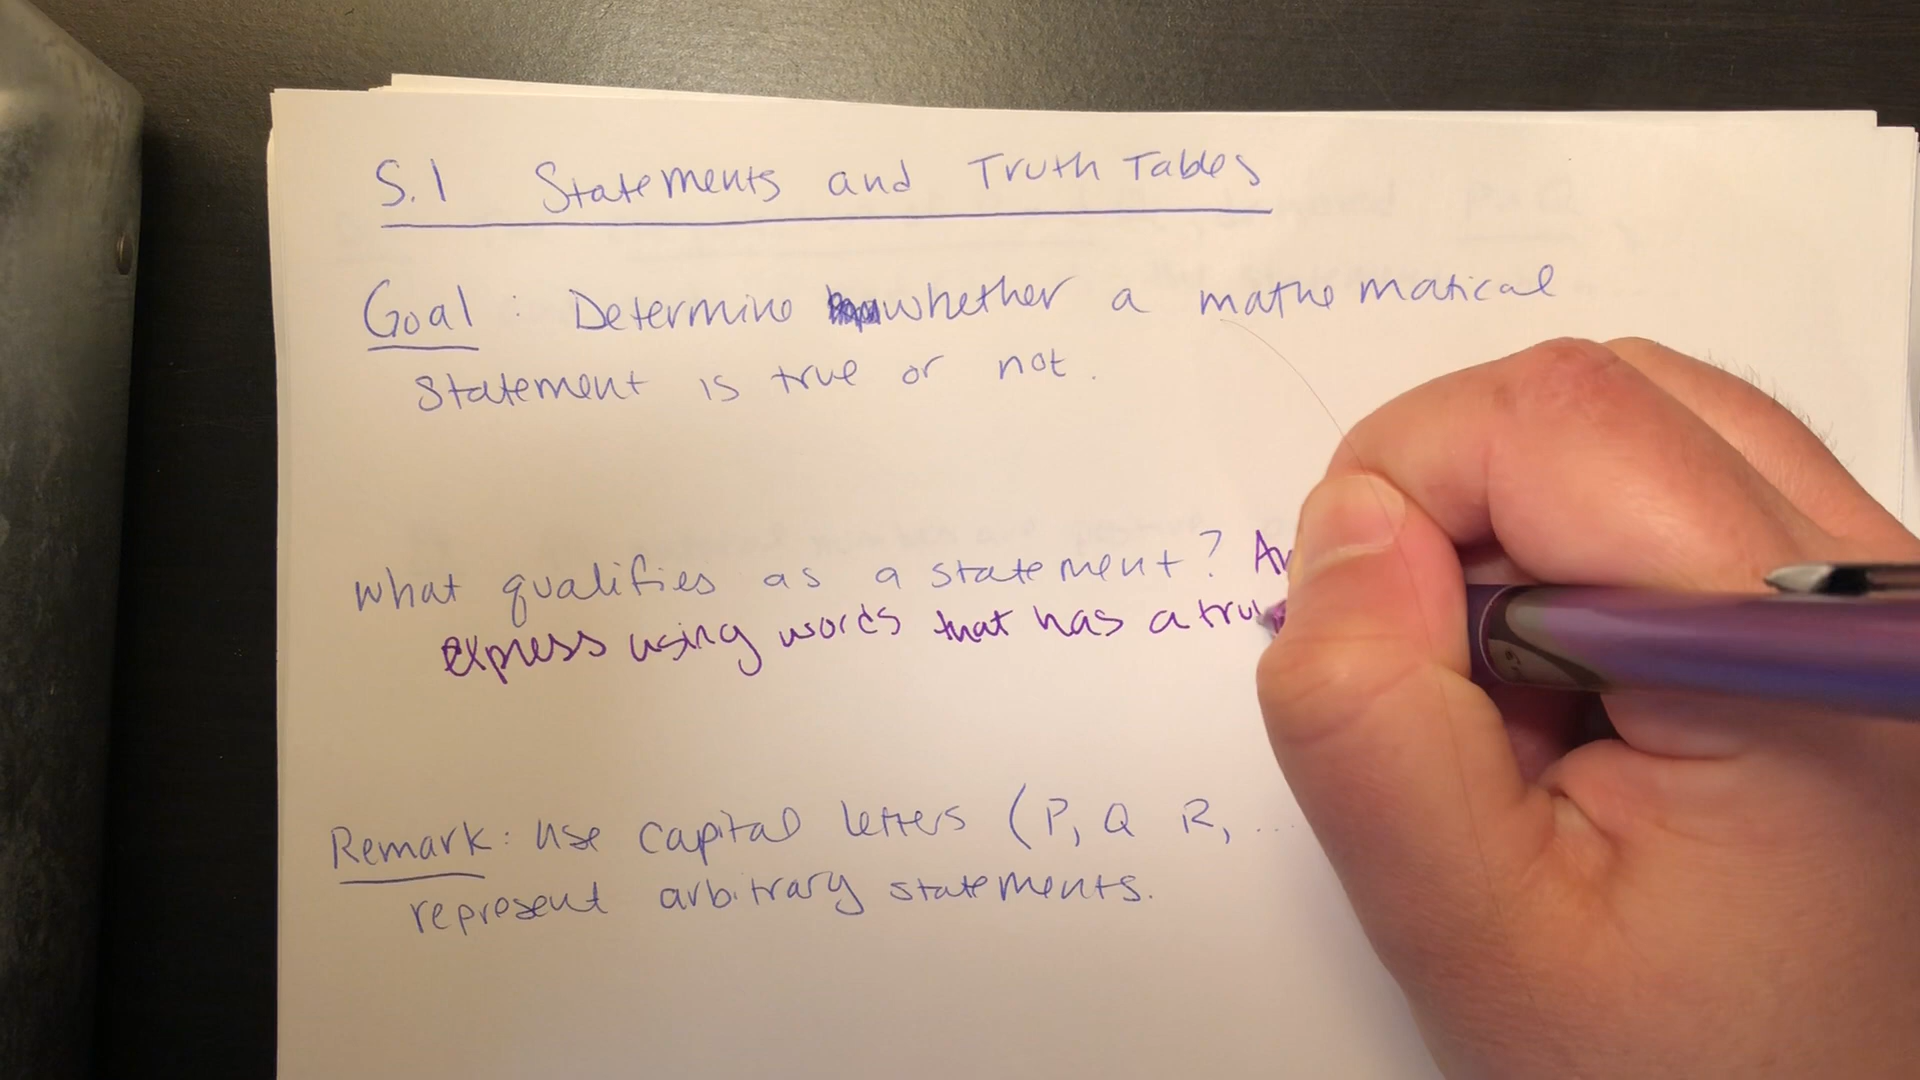 S.1 Statements and Truth Tables
Goal: Determine whether a mathematical
statement is true or not.
What qualifies as a statement?
express using words that has a tru
Remark: Use capital letters (P, Q R, ....
represent arbitrary statements.